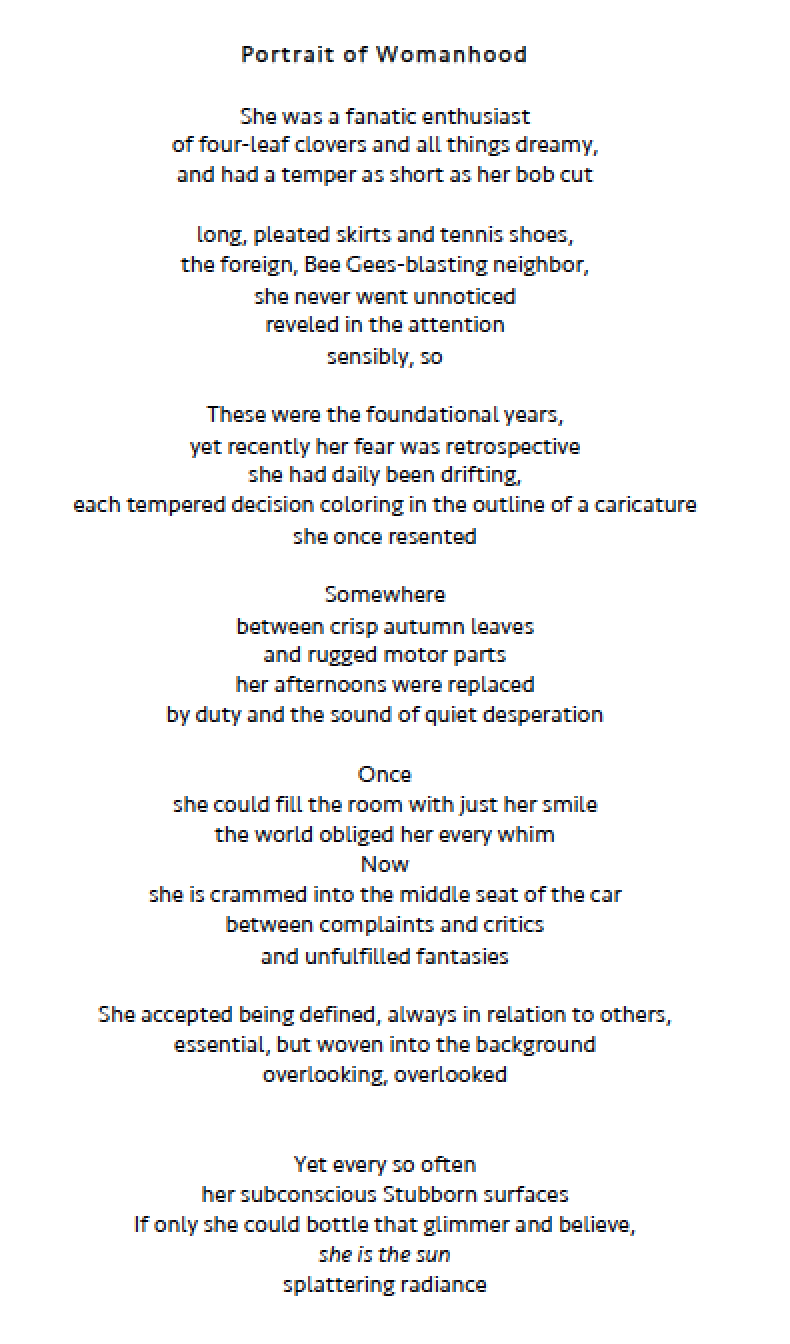 Portrait of Womanhood
She was a fanatic enthusiast
of four-leaf clovers and all things dreamy,
and had a temper as short as her bob cut
long, pleated skirts and tennis shoes,
the foreign, Bee Gees-blasting neighbor,
she never went unnoticed
reveled in the attention
sensibly, so
These were the foundational years,
yet recently her fear was retrospective
she had daily been drifting,
each tempered decision coloring in the outline of a caricature
she once resented
Somewhere
between crisp autumn leaves
and rugged motor parts
her afternoons were replaced
by duty and the sound of quiet desperation
Once
she could fill the room with just her smile
the world obliged her every whim
Now
she is crammed into the middle seat of the car
between complaints and critics
and unfulfilled fantasies
She accepted being defined, always in relation to others,
essential, but woven into the background
overlooking, overlooked
Yet every so often
her subconscious Stubborn surfaces
If only she could bottle that glimmer and believe,
she is the sun
splattering radiance